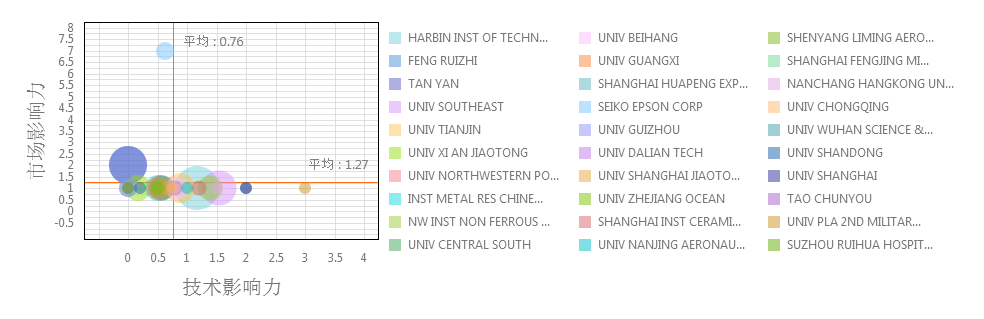 市场影响力
8
7.5
7
6.5
6
5.5
5
4.5
4
3.5
3
2.5
2
1.5
1
0.5
0
-0.5
平均 : 0.76
平均 : 1.27
0
0.5
1
1.5
2
2.5
3
3.5
4
技术影响力
HARBIN INST OF TECHN...
FENG RUIZHI
TAN YAN
UNIV SOUTHEAST
UNIV TIANJIN
UNIV XI AN JIAOTONG
UNIV NORTHWESTERN PO...
INST METAL RES CHINE...
NW INST NON FERROUS ...
UNIV CENTRAL SOUTH
UNIV BEIHANG
UNIV GUANGXI
SHANGHAI HUAPENG EXP...
SEIKO EPSON CORP
UNIV GUIZHOU
UNIV DALIAN TECH
UNIV SHANGHAI JIAOTO...
UNIV ZHEJIANG OCEAN
SHANGHAI INST CERAMI...
UNIV NANJING AERONAU...
SHENYANG LIMING AERO...
SHANGHAI FENGJING MI...
NANCHANG HANGKONG UN...
UNIV CHONGQING
UNIV WUHAN SCIENCE &...
UNIV SHANDONG
UNIV SHANGHAI
TAO CHUNYOU
UNIV PLA 2ND MILITAR...
SUZHOU RUIHUA HOSPIT...